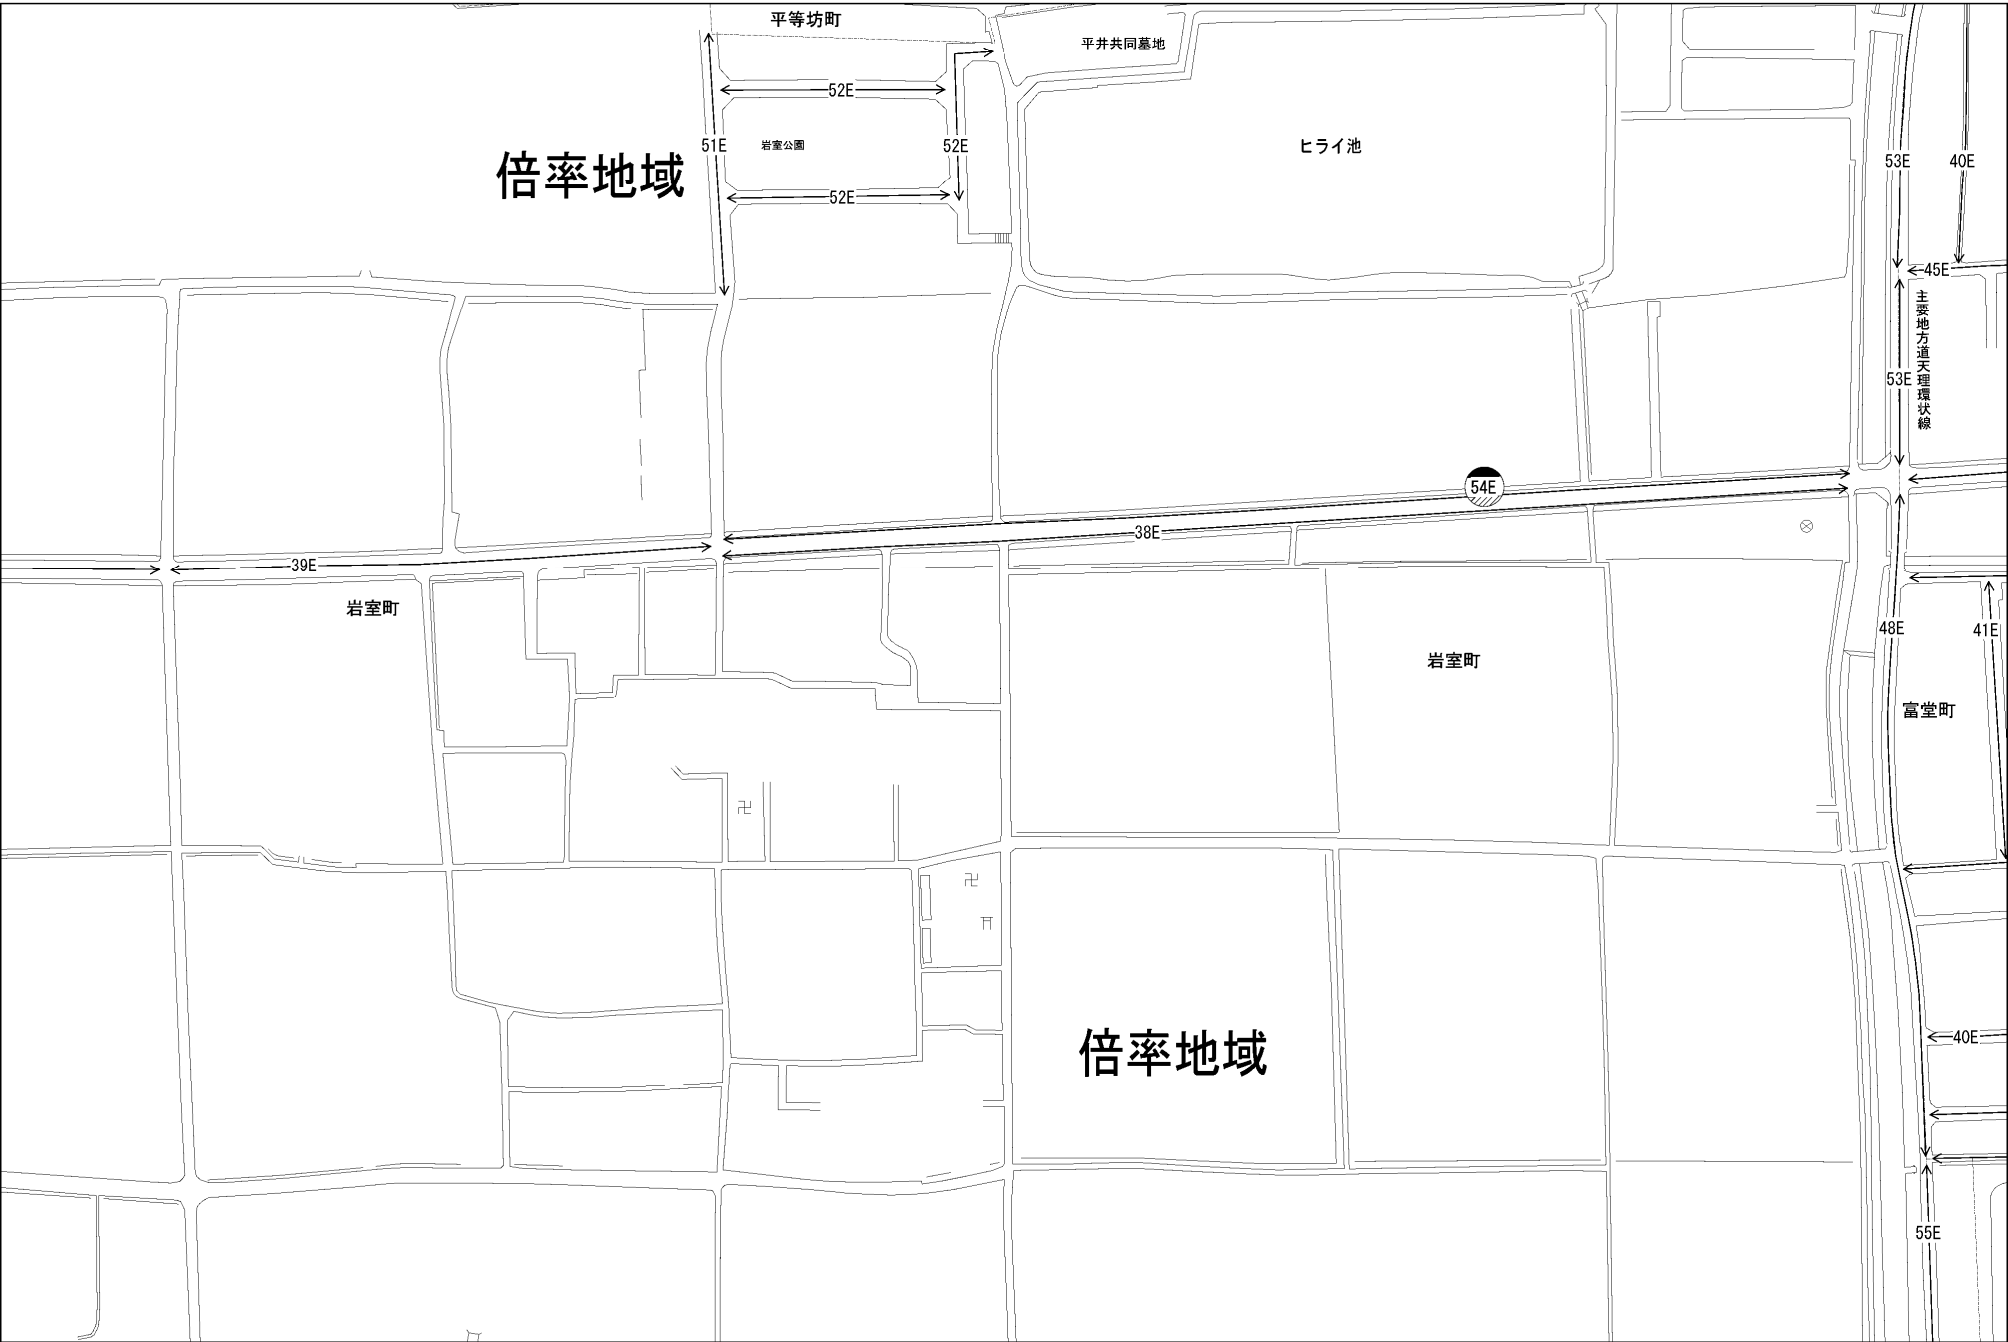 平等坊町
平井共同墓地
52E
51E
岩室公園
52E
ヒライ池
53E
40E
倍率地域
52E
45E
主要地方道天理環状線
53E
54E
38E
39E
岩室町
48E
41E
岩室町
富堂町
倍率地域
40E
55E